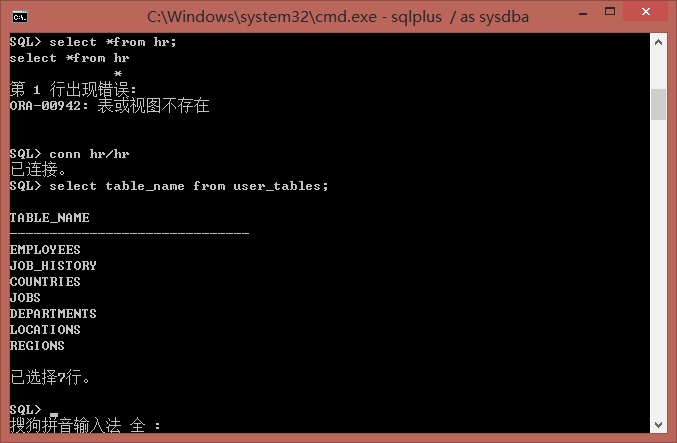 C:\Windows\system32\cmd.exe - sqlplus  / as sysdba
SQL> select *from hr;
select *from hr
             *
第 1 行出现错误:
ORA-00942: 表或视图不存在
SQL> conn hr/hr
已连接。
SQL> select table_name from user_tables;
TABLE_NAME
------------------------------
EMPLOYEES
JOB_HISTORY
COUNTRIES
JOBS
DEPARTMENTS
LOCATIONS
REGIONS
已选择7行。
SQL>
搜狗拼音输入法 全 :